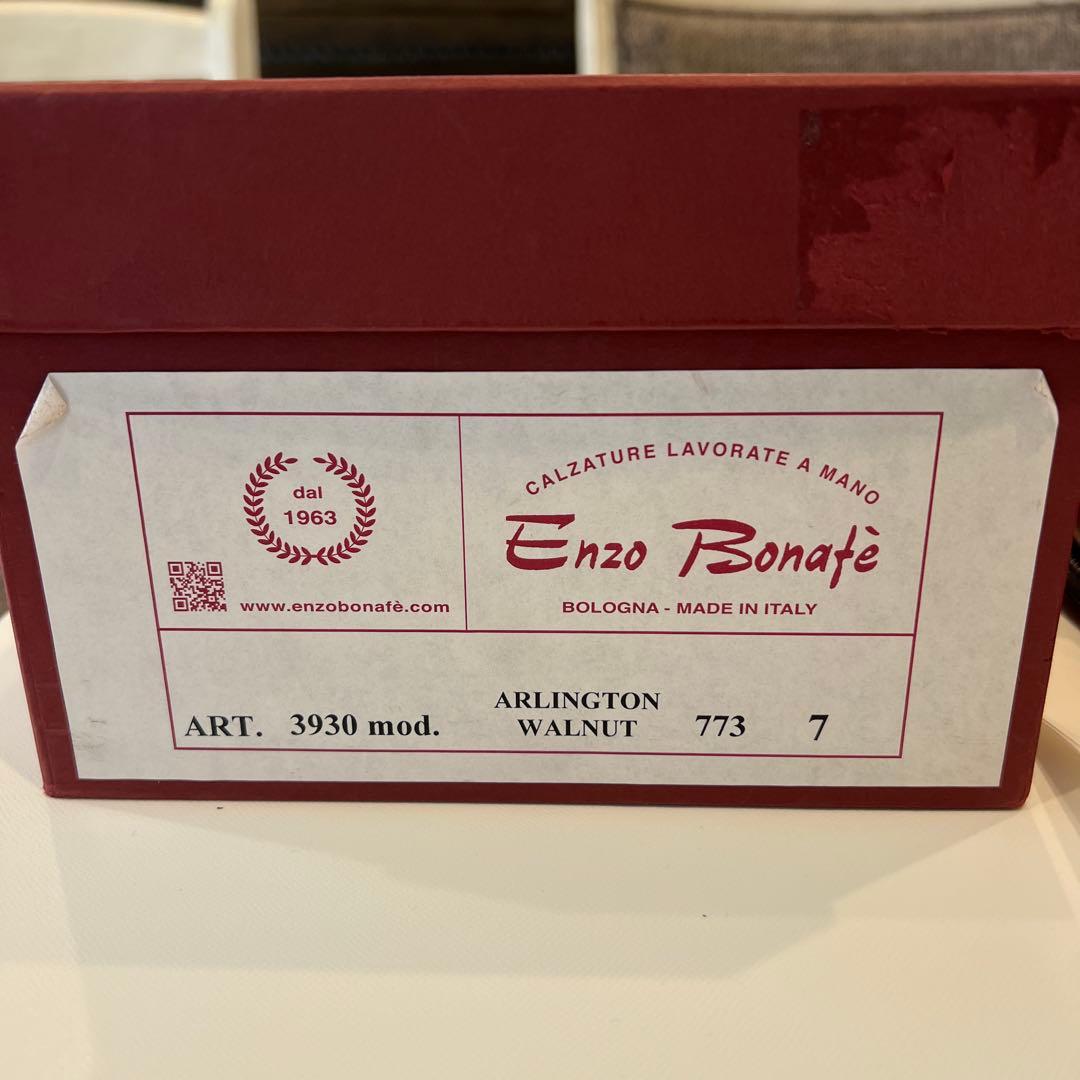 dal
1963
www.enzobonafè.com
CALZATURE LAVORATE A MANO
Enzo Bonafè
BOLOGNA - MADE IN ITALY
ART. 3930 mod. ARLINGTON WALNUT 773 7